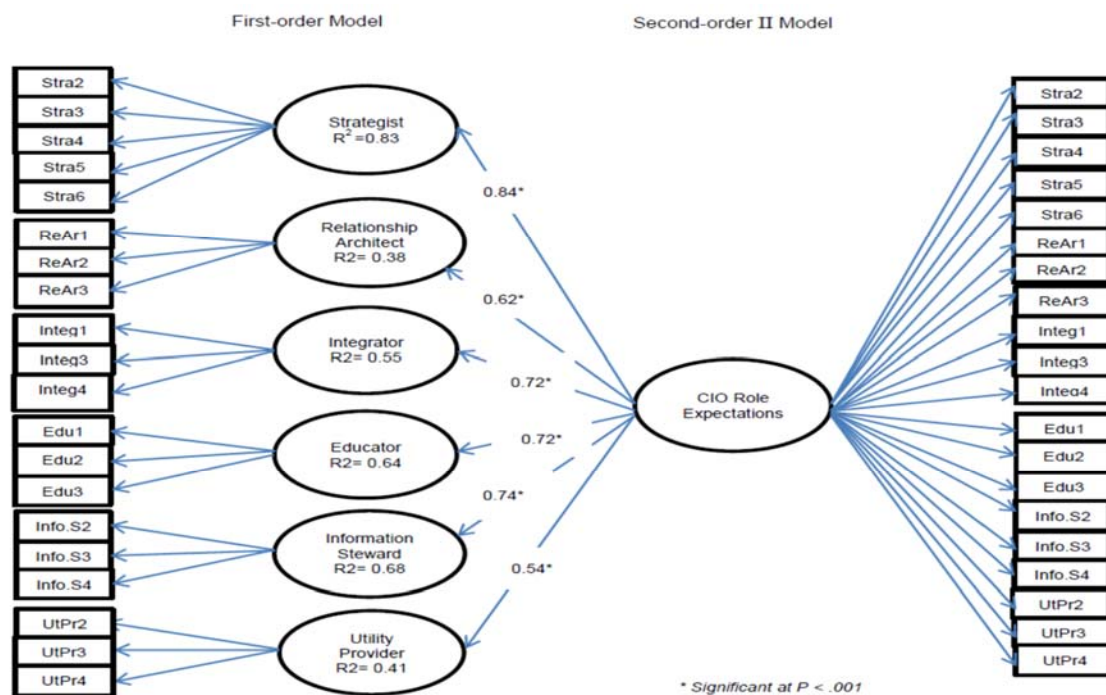 First-order Model
Second-order II Model
Stra2
Stra3
Stra4
Stra5
Stra6
ReAr1
ReAr2
ReAr3
Integ1
Integ3
Integ4
Edu1
Edu2
Edu3
Info.S2
Info.S3
Info.S4
UtPr2
UtPr3
UtPr4
Strategist
R²=0.83
Relationship
Architect
R2= 0.38
Integrator
R2= 0.55
Educator
R2= 0.64
Information
Steward
R2= 0.68
Utility
Provider
R2= 0.41
0.84*
0.62*
0.72*
0.72*
0.74*
0.54*
CIO Role
Expectations
Stra2
Stra3
Stra4
Stra5
Stra6
ReAr1
ReAr2
ReAr3
Integ1
Integ3
Integ4
Edu1
Edu2
Edu3
Info.S2
Info.S3
Info.S4
UtPr2
UtPr3
UtPr4
* Significant at P < .001